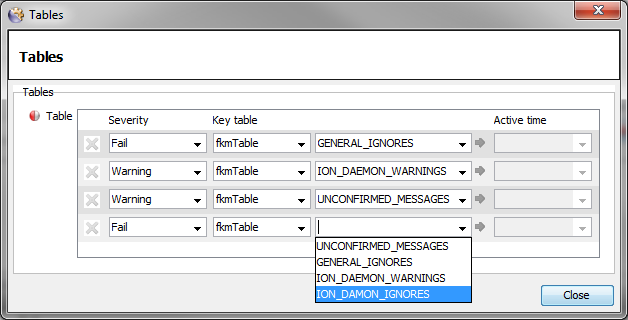 Tables
Tables
Tables
Table
Severity Key table Active time
Fail fkmTable GENERAL_IGNORES
Warning fkmTable ION_DAEMON_WARNINGS
Warning fkmTable UNCONFIRMED_MESSAGES
Fail fkmTable
UNCONFIRMED_MESSAGES
GENERAL_IGNORES
ION_DAEMON_WARNINGS
ION_DAMON_IGNORES
Close